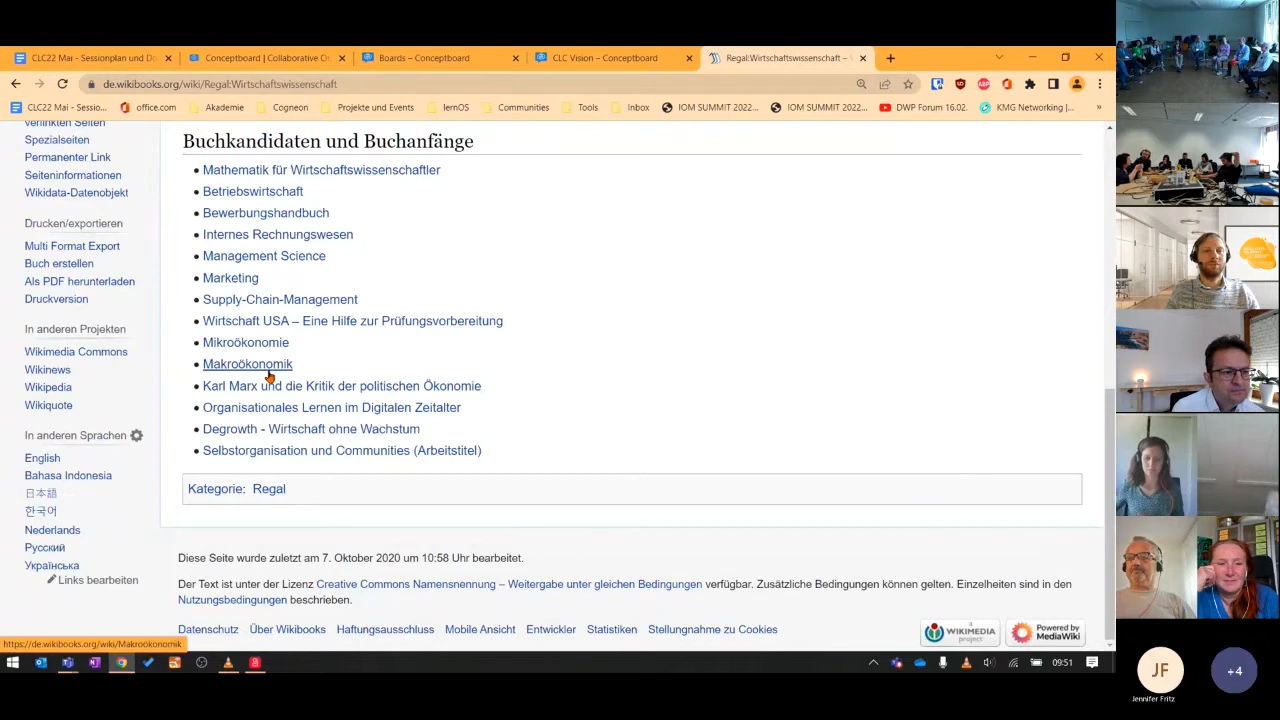 CLC22 Mai - Sessionplan und Do
Conceptboard | Collaborative Or
Boards – Conceptboard
CLC Vision – Conceptboard
Regal:Wirtschaftswissenschaft –
de.wikibooks.org/wiki/Regal:Wirtschaftswissenschaft
CLC22 Mai - Sessio...
office.com
Akademie
Cogneon
Projekte und Events
lernOS
Communities
Tools
Inbox
IOM SUMMIT 2022...
IOM SUMMIT 2022...
DWP Forum 16.02.
KMG Networking |...
»
Verlinkten Seiten
Spezialseiten
Permanenter Link
Seiteninformationen
Wikidata-Datenobjekt
Drucken/exportieren
Multi Format Export
Buch erstellen
Als PDF herunterladen
Druckversion
In anderen Projekten
Wikimedia Commons
Wikinews
Wikipedia
Wikiquote
In anderen Sprachen
English
Bahasa Indonesia
日本語
한국어
Nederlands
Русский
Українська
Links bearbeiten
Buchkandidaten und Buchanfänge
Mathematik für Wirtschaftswissenschaftler
Betriebswirtschaft
Bewerbungshandbuch
Internes Rechnungswesen
Management Science
Marketing
Supply-Chain-Management
Wirtschaft USA – Eine Hilfe zur Prüfungsvorbereitung
Mikroökonomie
Makroökonomik
Karl Marx und die Kritik der politischen Ökonomie
Organisationales Lernen im Digitalen Zeitalter
Degrowth - Wirtschaft ohne Wachstum
Selbstorganisation und Communities (Arbeitstitel)
Kategorie: Regal
Diese Seite wurde zuletzt am 7. Oktober 2020 um 10:58 Uhr bearbeitet.
Der Text ist unter der Lizenz Creative Commons Namensnennung – Weitergabe unter gleichen Bedingungen verfügbar. Zusätzliche Bedingungen können gelten. Einzelheiten sind in den
Nutzungsbedingungen beschrieben.
Datenschutz Über Wikibooks Haftungsausschluss Mobile Ansicht Entwickler Statistiken Stellungnahme zu Cookies
a
WIKIMEDIA
project
Powered by
MediaWiki
https://de.wikibooks.org/wiki/Makroökonomik
09:51
JF
Jennifer Fritz
+4